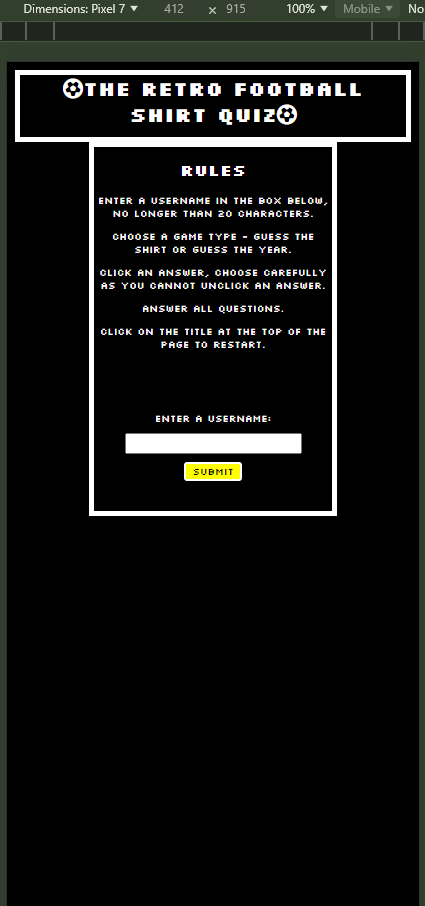 Dimensions: Pixel 7 412 × 915 100% Mobile No
THE RETRO FOOTBALL
SHIRT QUIZ
RULES
ENTER A USERNAME IN THE BOX BELOW,
NO LONGER THAN 20 CHARACTERS.
CHOOSE A GAME TYPE - GUESS THE
SHIRT OR GUESS THE YEAR.
CLICK AN ANSWER, CHOOSE CAREFULLY
AS YOU CANNOT UNCLICK AN ANSWER.
ANSWER ALL QUESTIONS.
CLICK ON THE TITLE AT THE TOP OF THE
PAGE TO RESTART.
ENTER A USERNAME:
SUBMIT